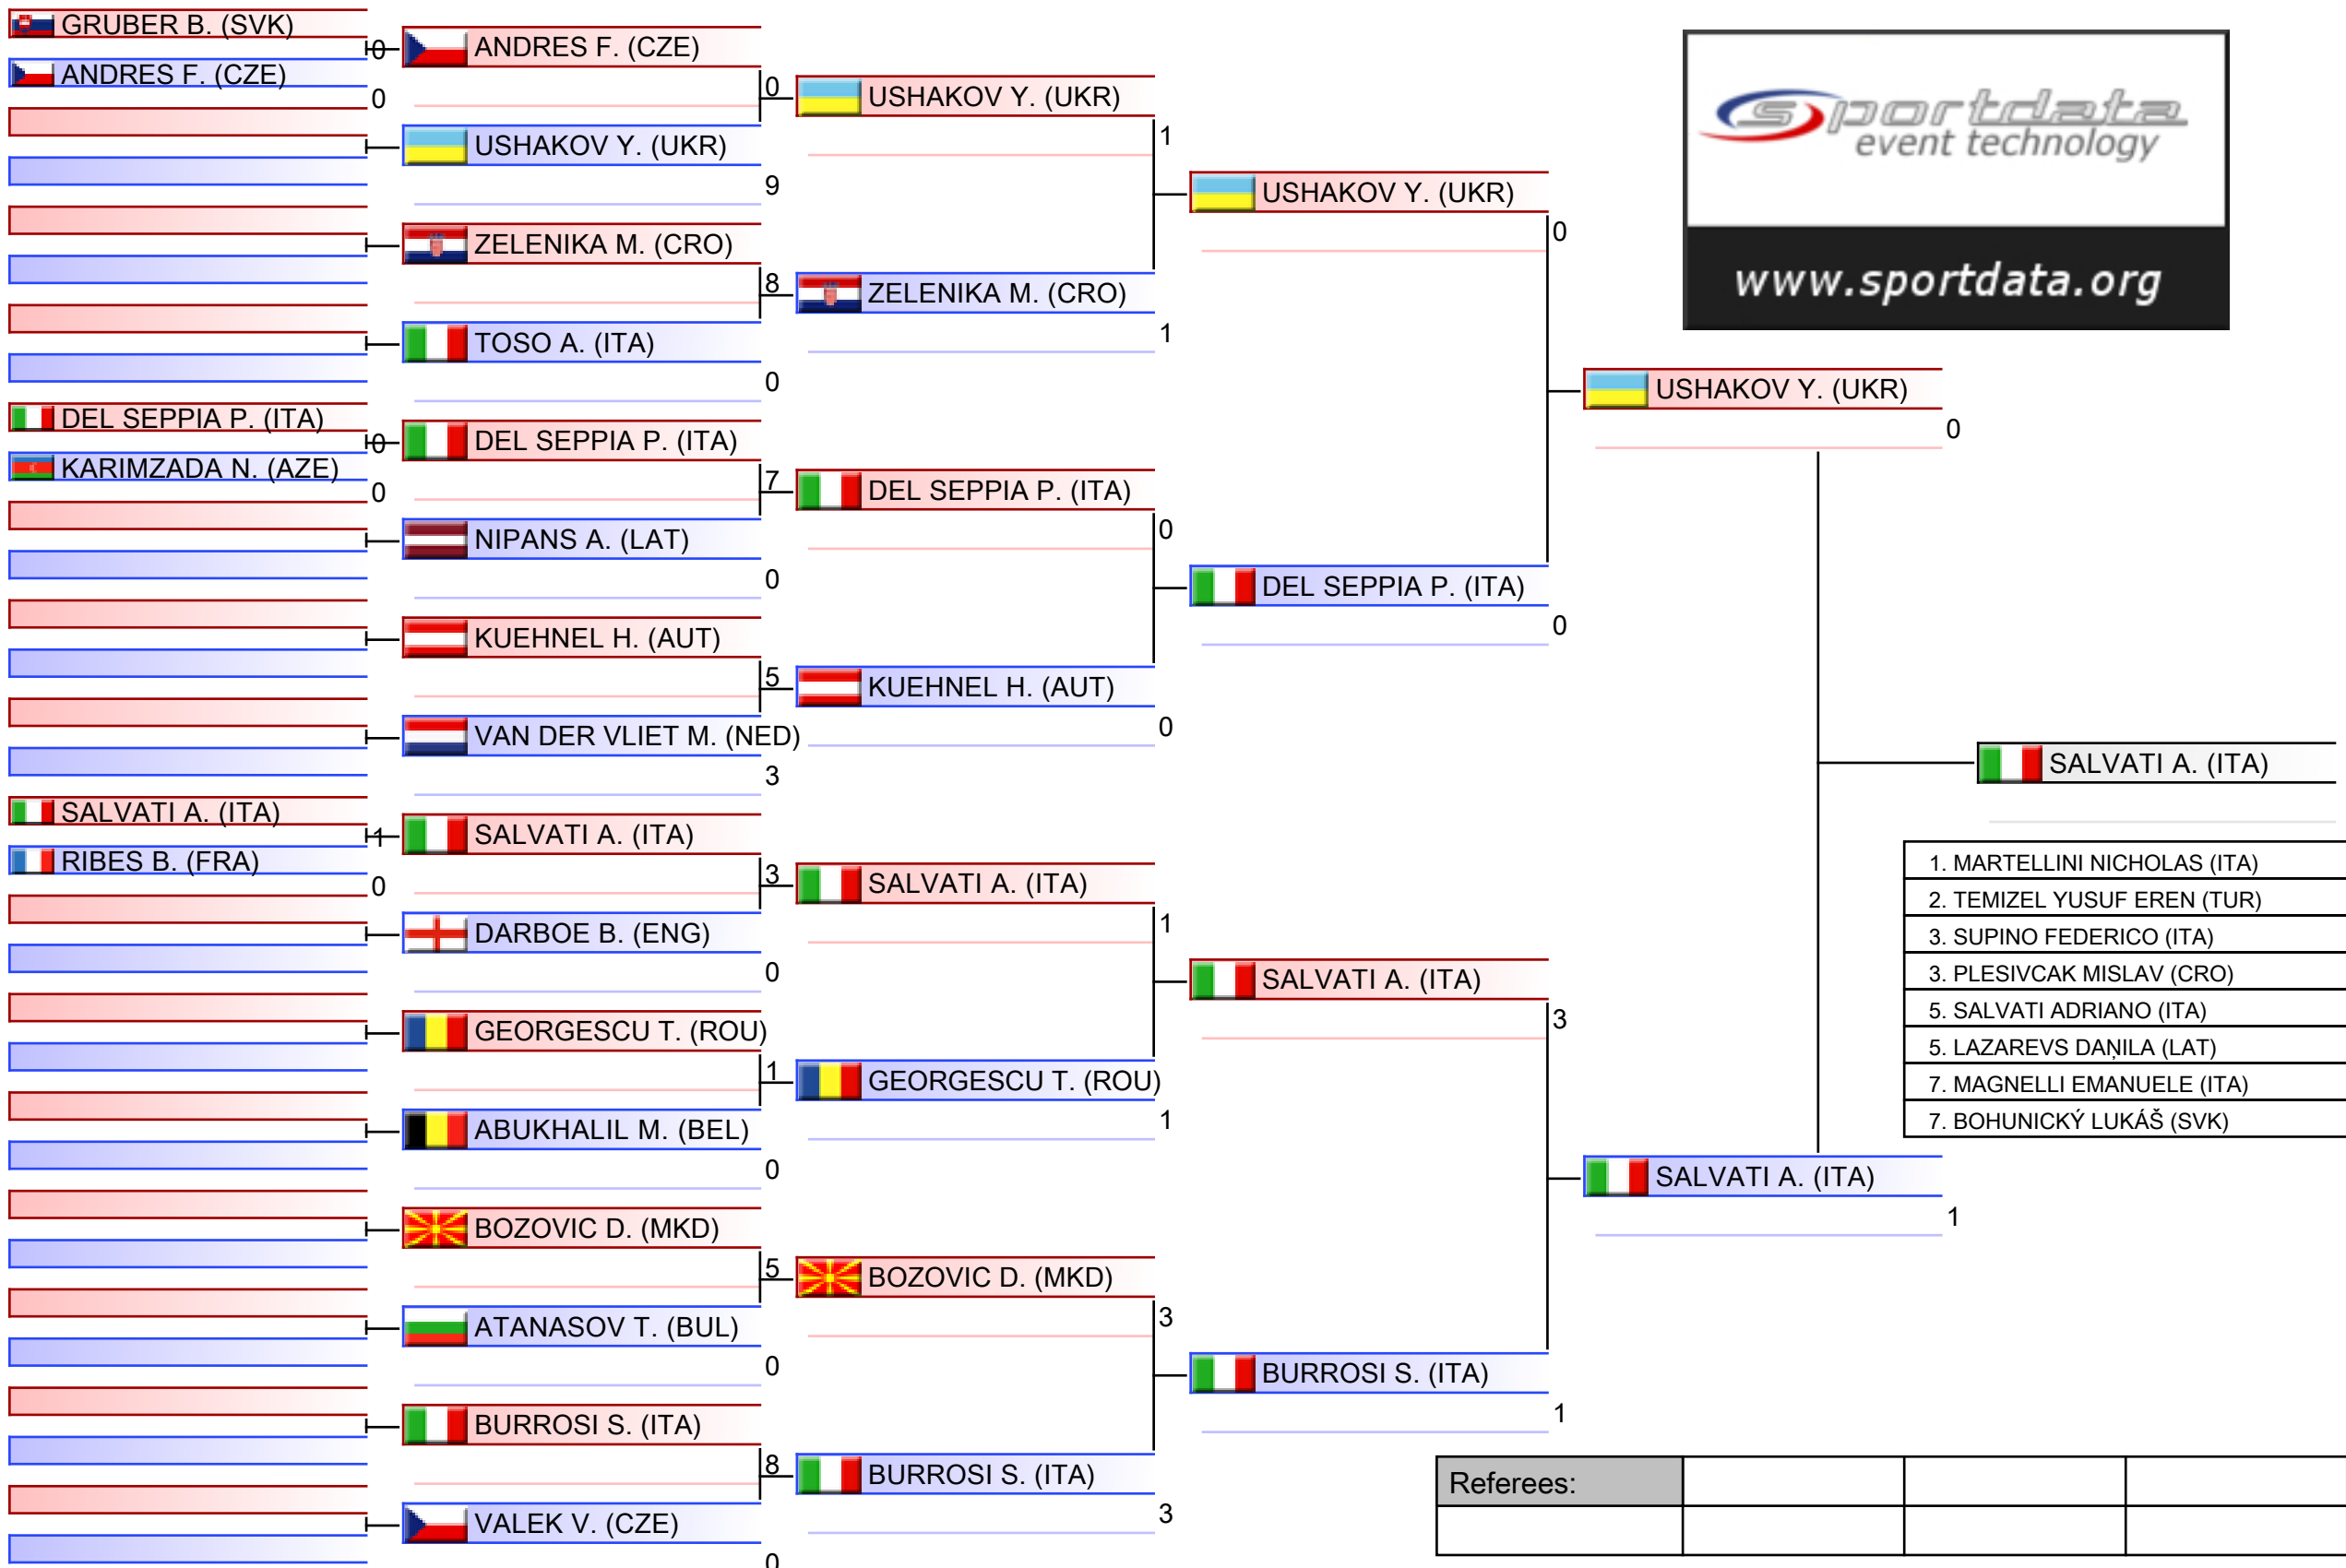 GRUBER B. (SVK)
0
ANDRES F. (CZE)
0
DEL SEPPIA P. (ITA)
0
KARIMZADA N. (AZE)
0
SALVATI A. (ITA)
1
RIBES B. (FRA)
0
ANDRES F. (CZE)
0
USHAKOV Y. (UKR)
9
ZELENIKA M. (CRO)
8
TOSO A. (ITA)
0
DEL SEPPIA P. (ITA)
7
NIPANS A. (LAT)
0
KUEHNEL H. (AUT)
5
VAN DER VLIET M. (NED)
3
SALVATI A. (ITA)
3
DARBOE B. (ENG)
0
GEORGESCU T. (ROU)
1
ABUKHALIL M. (BEL)
0
BOZOVIC D. (MKD)
5
ATANASOV T. (BUL)
0
BURROSI S. (ITA)
8
VALEK V. (CZE)
0
USHAKOV Y. (UKR)
1
ZELENIKA M. (CRO)
1
DEL SEPPIA P. (ITA)
0
KUEHNEL H. (AUT)
0
SALVATI A. (ITA)
1
GEORGESCU T. (ROU)
1
BOZOVIC D. (MKD)
3
BURROSI S. (ITA)
3
USHAKOV Y. (UKR)
0
DEL SEPPIA P. (ITA)
0
SALVATI A. (ITA)
3
BURROSI S. (ITA)
1
USHAKOV Y. (UKR)
0
SALVATI A. (ITA)
1
SALVATI A. (ITA)
sportdata
event technology
www.sportdata.org
1. MARTELLINI NICHOLAS (ITA)
2. TEMIZEL YUSUF EREN (TUR)
3. SUPINO FEDERICO (ITA)
3. PLESIVCAK MISLAV (CRO)
5. SALVATI ADRIANO (ITA)
5. LAZAREVS DAŅILA (LAT)
7. MAGNELLI EMANUELE (ITA)
7. BOHUNICKÝ LUKÁŠ (SVK)
Referees: